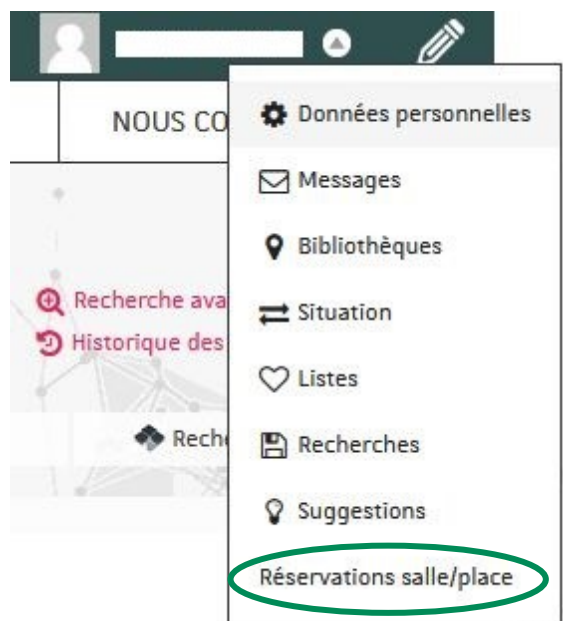 NOUS CO
Données personnelles
Messages
Bibliothèques
Recherche ava
Situation
Historique des
Listes
Reche
Recherches
Suggestions
Réservations salle/place